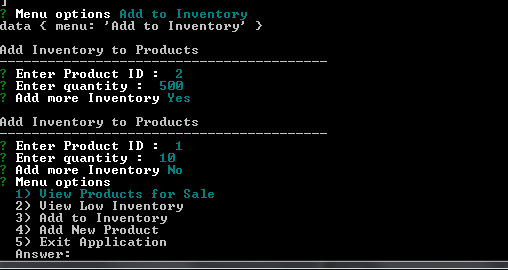 ]
? Menu options Add to Inventory
data { menu: 'Add to Inventory' }
Add Inventory to Products
-----------------------------------------
? Enter Product ID :  2
? Enter quantity :  500
? Add more Inventory Yes
Add Inventory to Products
-----------------------------------------
? Enter Product ID :  1
? Enter quantity :  10
? Add more Inventory No
? Menu options
1) View Products for Sale
2) View Low Inventory
3) Add to Inventory
4) Add New Product
5) Exit Application
Answer: